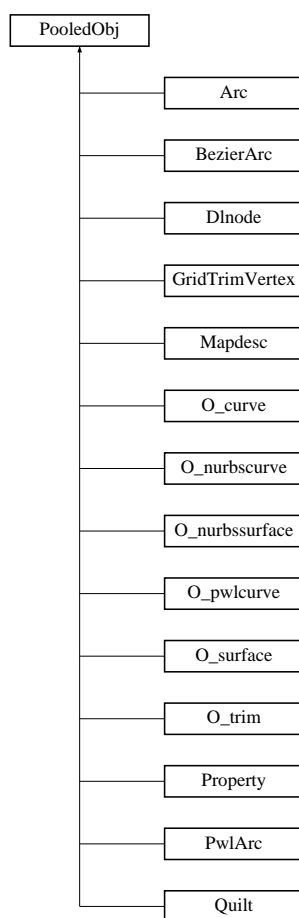 PooledObj
Arc
BezierArc
Dlnode
GridTrimVertex
Mapdesc
O_curve
O_nurbscurve
O_nurbssurface
O_pwlcurve
O_surface
O_trim
Property
PwlArc
Quilt